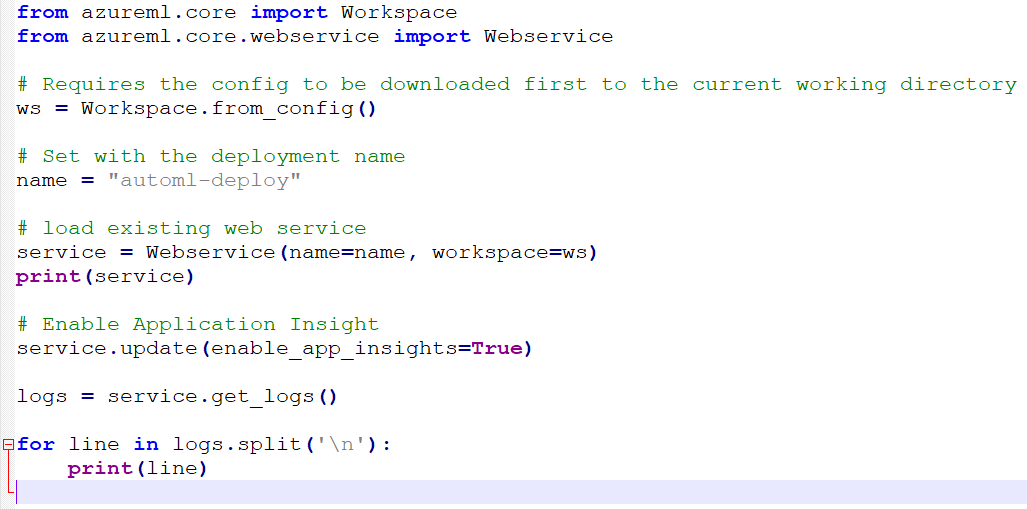 from azureml.core import Workspace
from azureml.core.webservice import Webservice
# Requires the config to be downloaded first to the current working directory
ws = Workspace.from_config()
# Set with the deployment name
name = "automl-deploy"
# load existing web service
service = Webservice(name=name, workspace=ws)
print(service)
# Enable Application Insight
service.update(enable_app_insights=True)
logs = service.get_logs()
for line in logs.split('\n'):
    print(line)